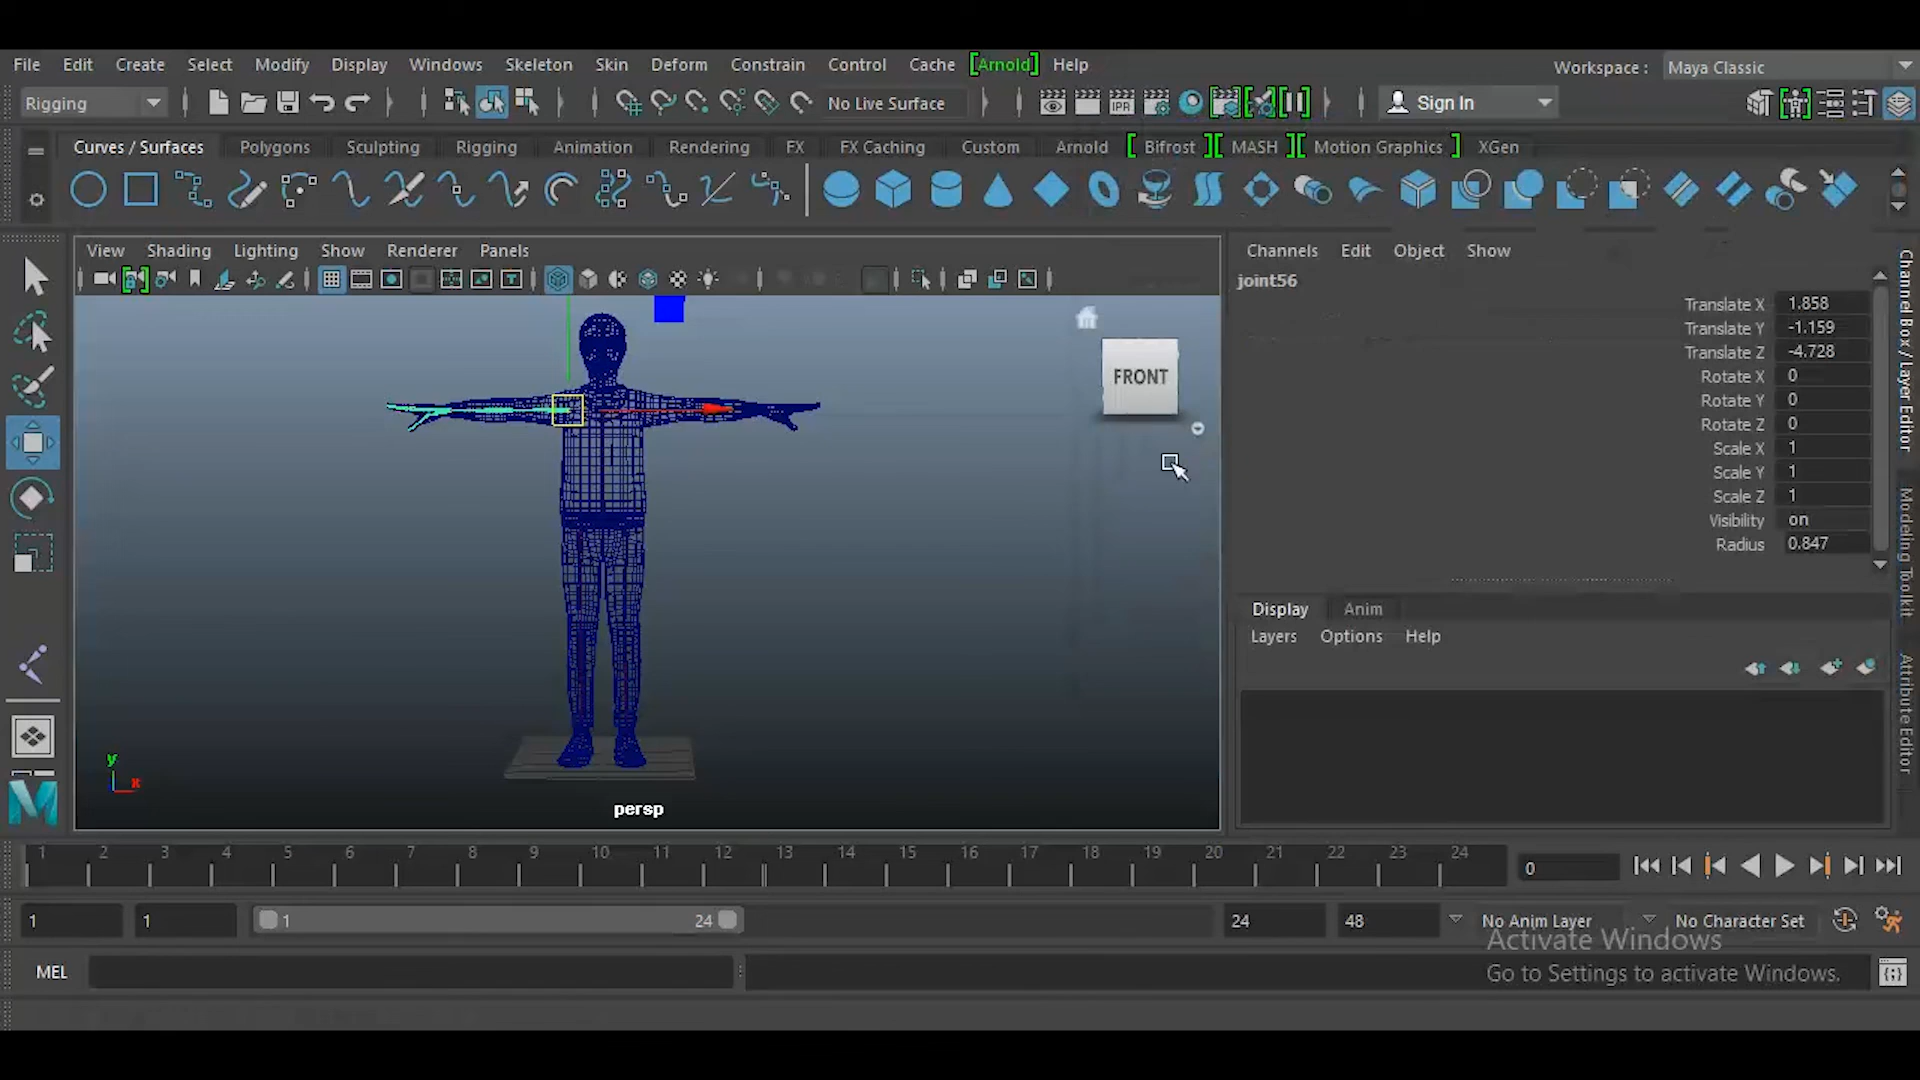 File Edit Create Select Modify Display Windows Skeleton Skin Deform Constrain Control Cache [Arnold] Help
Workspace : Maya Classic
Rigging No Live Surface IPR Sign In
Curves / Surfaces Polygons Sculpting Rigging Animation Rendering FX FX Caching Custom Arnold [ Bifrost ][ MASH ][ Motion Graphics ] XGen
View Shading Lighting Show Renderer Panels
Channels Edit Object Show
joint56
Translate X 1.858
Translate Y -1.159
Translate Z -4.728
Rotate X 0
Rotate Y 0
Rotate Z 0
Scale X 1
Scale Y 1
Scale Z 1
Visibility on
Radius 0.847
FRONT
Display Anim
Layers Options Help
Channel Box / Layer Editor
Modeling Toolkit
Attribute Editor
y
x
persp
1 2 3 4 5 6 7 8 9 10 11 12 13 14 15 16 17 18 19 20 21 22 23 24
0
1 1 1 24 24 48 No Anim Layer No Character Set
MEL
Activate Windows
Go to Settings to activate Windows.